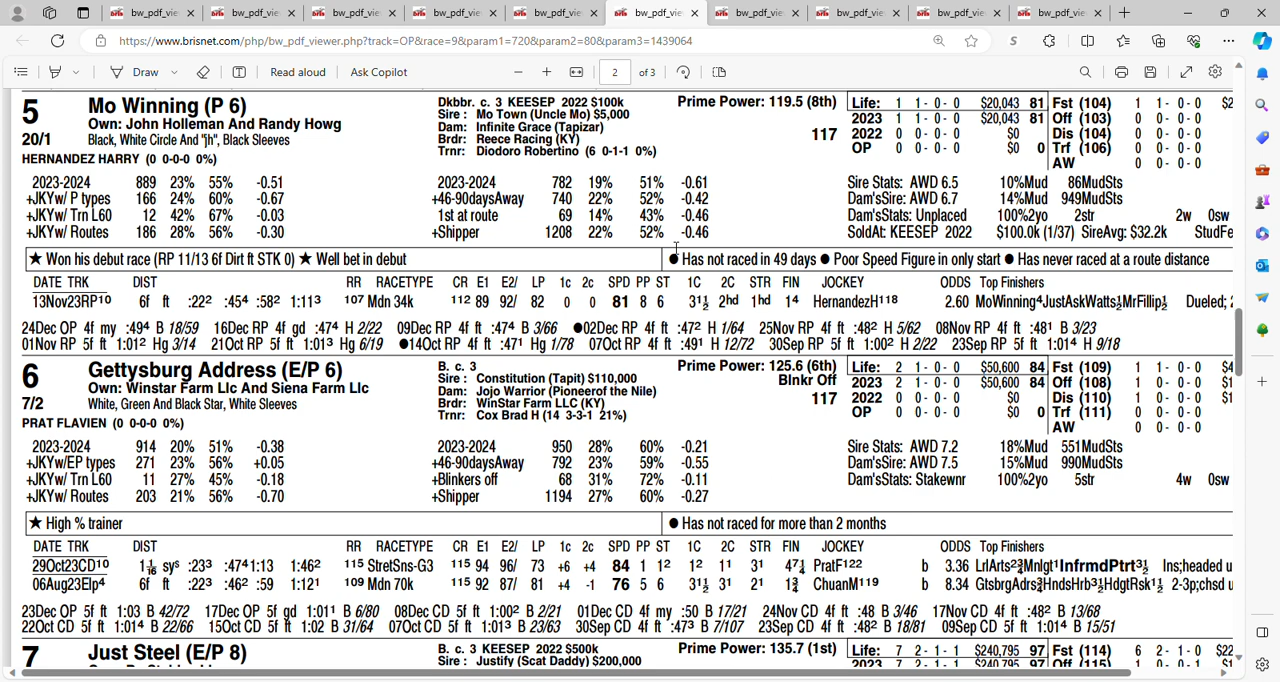 bw_pdf_vie bw_pdf_vie bw_pdf_vie bw_pdf_vie bw_pdf_vie bw_pdf_vie bw_pdf_vie bw_pdf_vie bw_pdf_vie bw_pdf_vie
https://www.brisnet.com/php/bw_pdf_viewer.php?track=OP&race=9&param1=720&param2=80&param3=1439064
Draw Read aloud Ask Copilot 2 of 3
5 Mo Winning (P 6) Dkbbr. c. 3 KEESEP 2022 $100k Prime Power: 119.5 (8th) Life: 1 1 - 0 - 0 $20,043 81 Fst (104) 1 1 - 0 - 0 $2
Own: John Holleman And Randy Howg Sire : Mo Town (Uncle Mo) $5,000 2023 1 1 - 0 - 0 $20,043 81 Off (103) 0 0 - 0 - 0
20/1 Black, White Circle And "jh", Black Sleeves Dam: Infinite Grace (Tapizar) 117 2022 0 0 - 0 - 0 $0 Dis (104) 0 0 - 0 - 0
Brdr: Reece Racing (KY) OP 0 0 - 0 - 0 $0 0 Trf (106) 0 0 - 0 - 0
HERNANDEZ HARRY (0 0-0-0 0%) Trnr: Diodoro Robertino (6 0-1-1 0%) AW 0 0 - 0 - 0
2023-2024 889 23% 55% -0.51 2023-2024 782 19% 51% -0.61 Sire Stats: AWD 6.5 10%Mud 86MudSts
+JKYw/ P types 166 24% 60% -0.67 +46-90daysAway 740 22% 52% -0.42 Dam'sSire: AWD 6.7 14%Mud 949MudSts
+JKYw/ Trn L60 12 42% 67% -0.03 1st at route 69 14% 43% -0.46 Dam'sStats: Unplaced 100%2yo 2str 2w 0sw
+JKYw/ Routes 186 28% 56% -0.30 +Shipper 1208 22% 52% -0.46 SoldAt: KEESEP 2022 $100.0k (1/37) SireAvg: $32.2k StudFe
★ Won his debut race (RP 11/13 6f Dirt ft STK 0) ★ Well bet in debut ● Has not raced in 49 days ● Poor Speed Figure in only start ● Has never raced at a route distance
DATE TRK DIST RR RACETYPE CR E1 E2/ LP 1c 2c SPD PP ST 1C 2C STR FIN JOCKEY ODDS Top Finishers
13Nov23RP10 6f ft :22² :45⁴ :58² 1:11³ 107 Mdn 34k 112 89 92/ 82 0 0 81 8 6 3¹½ 2hd 1hd 1⁴ HernandezH118 2.60 MoWinning⁴JustAskWatts½MrFillip½ Dueled; 2
24Dec OP 4f my :49⁴ B 18/59 16Dec RP 4f gd :47⁴ H 2/22 09Dec RP 4f ft :47⁴ B 3/66 ●02Dec RP 4f ft :47² H 1/64 25Nov RP 4f ft :48² H 5/62 08Nov RP 4f ft :48¹ B 3/23
01Nov RP 5f ft 1:01² Hg 3/14 21Oct RP 5f ft 1:01³ Hg 6/19 ●14Oct RP 4f ft :47¹ Hg 1/78 07Oct RP 4f ft :49¹ H 12/72 30Sep RP 5f ft 1:00² H 2/22 23Sep RP 5f ft 1:01⁴ H 9/18
6 Gettysburg Address (E/P 6) B. c. 3 Prime Power: 125.6 (6th) Life: 2 1 - 0 - 0 $50,600 84 Fst (109) 1 1 - 0 - 0 $4
Own: Winstar Farm Llc And Siena Farm Llc Sire : Constitution (Tapit) $110,000 Blnkr Off 2023 2 1 - 0 - 0 $50,600 84 Off (108) 1 0 - 0 - 0 $1
7/2 White, Green And Black Star, White Sleeves Dam: Jojo Warrior (Pioneerof the Nile) 117 2022 0 0 - 0 - 0 $0 Dis (110) 1 0 - 0 - 0
Brdr: WinStar Farm LLC (KY) OP 0 0 - 0 - 0 $0 0 Trf (111) 0 0 - 0 - 0
PRAT FLAVIEN (0 0-0-0 0%) Trnr: Cox Brad H (14 3-3-1 21%) AW 0 0 - 0 - 0
2023-2024 914 20% 51% -0.38 2023-2024 950 28% 60% -0.21 Sire Stats: AWD 7.2 18%Mud 551MudSts
+JKYw/EP types 271 23% 56% +0.05 +46-90daysAway 792 23% 59% -0.55 Dam'sSire: AWD 7.5 15%Mud 990MudSts
+JKYw/ Trn L60 11 27% 45% -0.18 +Blinkers off 68 31% 72% -0.11 Dam'sStats: Stakewnr 100%2yo 5str 4w 0sw
+JKYw/ Routes 203 21% 56% -0.70 +Shipper 1194 27% 60% -0.27
★ High % trainer ● Has not raced for more than 2 months
DATE TRK DIST RR RACETYPE CR E1 E2/ LP 1c 2c SPD PP ST 1C 2C STR FIN JOCKEY ODDS Top Finishers
29Oct23CD10 1 1/16 sys :23³ :47⁴ 1:13 1:46² 115 StretSns-G3 115 94 96/ 73 +6 +4 84 1 1² 1² 1¹ 3¹ 4⁷¼ PratF122 b 3.36 LrlArts²¾Mnlgt¹InfrmdPtrt³½ Ins;headed u
06Aug23Elp4 6f ft :22³ :46² :59 1:12¹ 109 Mdn 70k 115 92 87/ 81 +4 -1 76 5 6 3¹½ 3¹ 2¹ 1¾ ChuanM119 b 8.34 GtsbrgAdrs¾HndsHrb³½HdgtRsk¹½ 2-3p;chsd u
23Dec OP 5f ft 1:03 B 42/72 17Dec OP 5f gd 1:01¹ B 6/80 08Dec CD 5f ft 1:00² B 2/21 01Dec CD 4f my :50 B 17/21 24Nov CD 4f ft :48 B 3/46 17Nov CD 4f ft :48² B 13/68
22Oct CD 5f ft 1:01⁴ B 22/66 15Oct CD 5f ft 1:02 B 31/64 07Oct CD 5f ft 1:01³ B 23/63 30Sep CD 4f ft :47³ B 7/107 23Sep CD 4f ft :48² B 18/81 09Sep CD 5f ft 1:01⁴ B 15/51
7 Just Steel (E/P 8) B. c. 3 KEESEP 2022 $500k Prime Power: 135.7 (1st) Life: 7 2 - 1 - 1 $240,795 97 Fst (114) 6 2 - 1 - 0 $22
Sire : Justify (Scat Daddy) $200,000 2023 7 2 - 1 - 1 $240,795 97 Off (115) 1 0 - 0 - 1